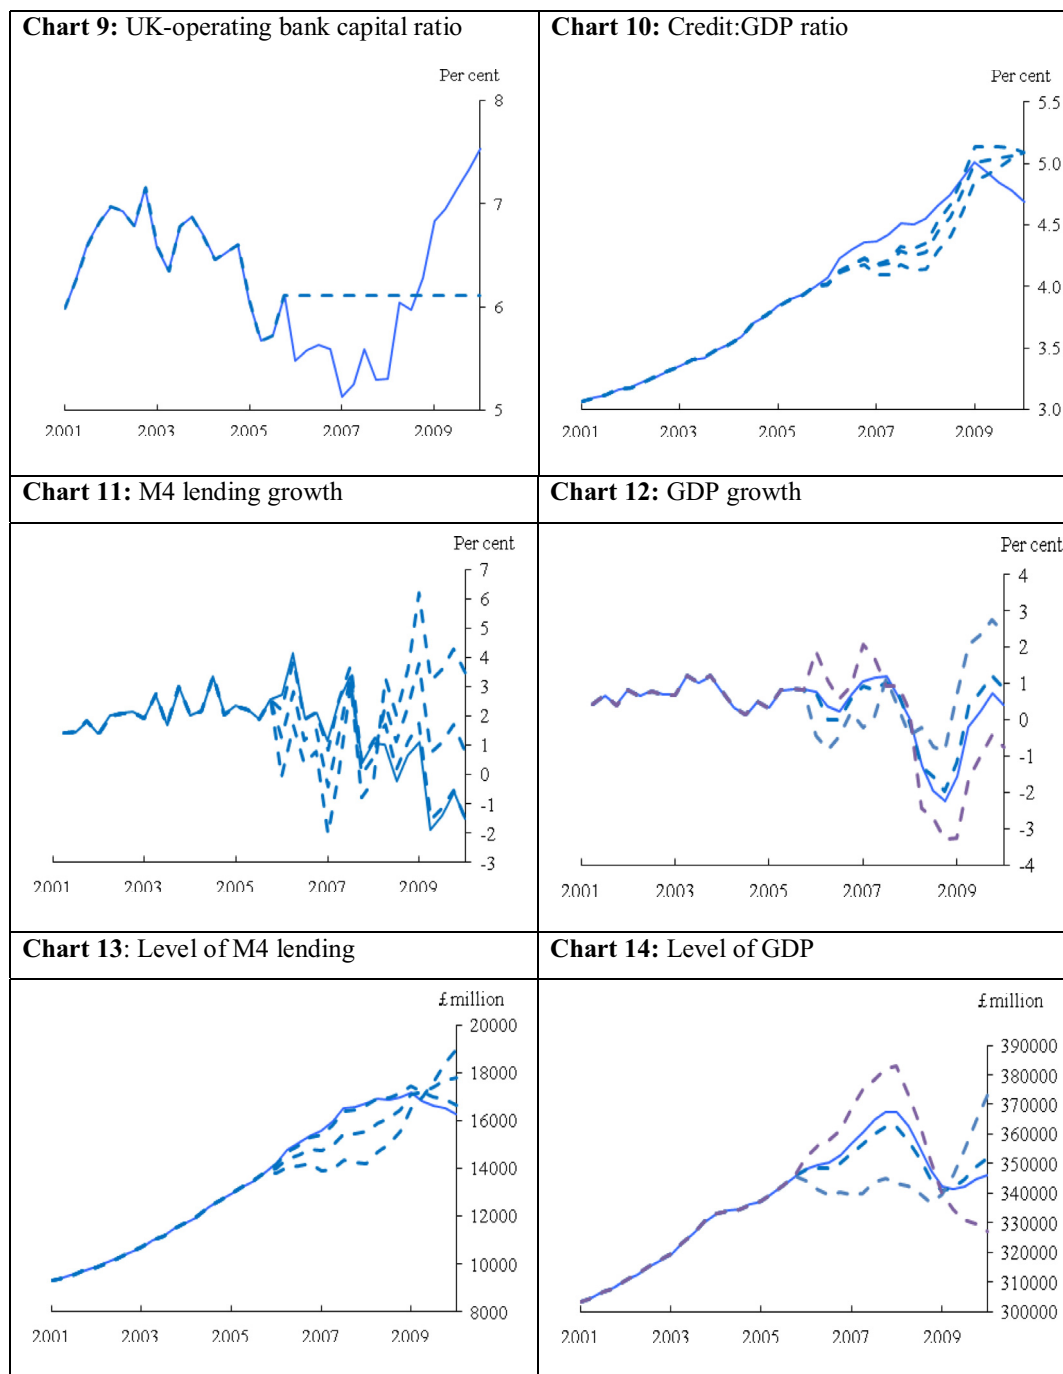 Chart 9: UK-operating bank capital ratio
Per cent
8
7
6
5
2001 2003 2005 2007 2009
Chart 10: Credit:GDP ratio
Per cent
5.5
5.0
4.5
4.0
3.5
3.0
2001 2003 2005 2007 2009
Chart 11: M4 lending growth
Per cent
7
6
5
4
3
2
1
0
-1
-2
-3
2001 2003 2005 2007 2009
Chart 12: GDP growth
Per cent
4
3
2
1
0
-1
-2
-3
-4
2001 2003 2005 2007 2009
Chart 13: Level of M4 lending
£million
20000
18000
16000
14000
12000
10000
8000
2001 2003 2005 2007 2009
Chart 14: Level of GDP
£million
390000
380000
370000
360000
350000
340000
330000
320000
310000
300000
2001 2003 2005 2007 2009